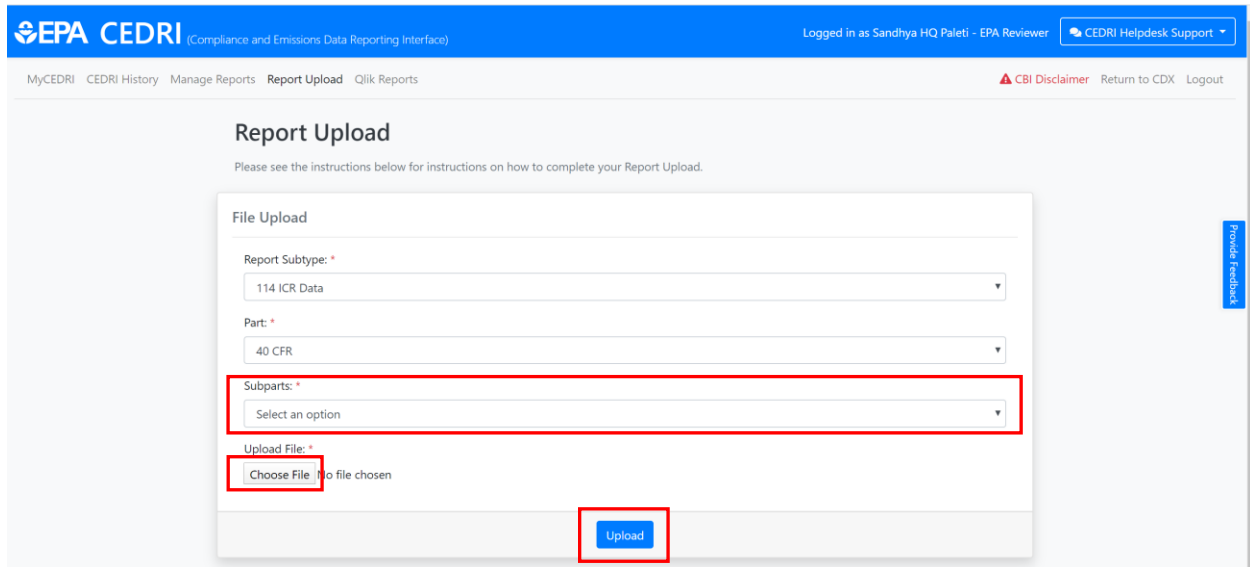 EPA CEDRI (Compliance and Emissions Data Reporting Interface) Logged in as Sandhya HQ Paleti - EPA Reviewer CEDRI Helpdesk Support
MyCEDRI CEDRI History Manage Reports Report Upload Qlik Reports CBI Disclaimer Return to CDX Logout
Report Upload
Please see the instructions below for instructions on how to complete your Report Upload.
File Upload
Report Subtype: *
114 ICR Data
Part: *
40 CFR
Subparts: *
Select an option
Upload File: *
Choose File No file chosen
Upload
Provide Feedback